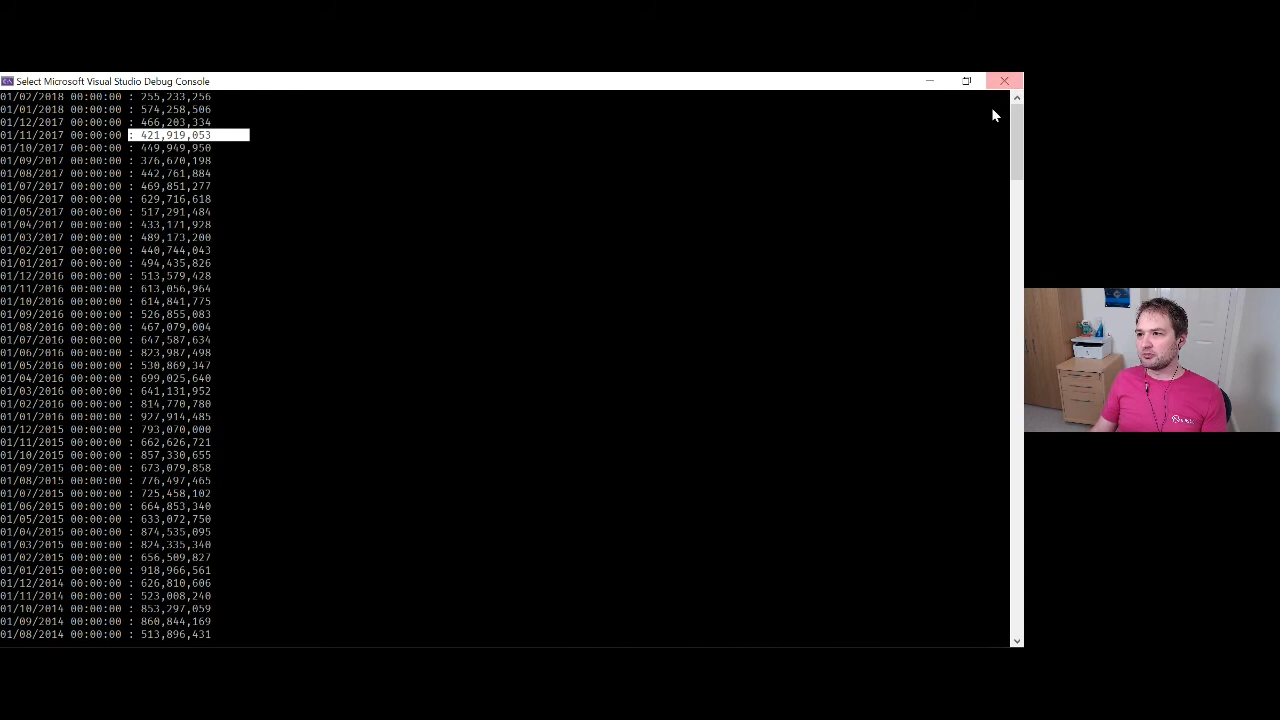 Select Microsoft Visual Studio Debug Console
01/02/2018 00:00:00 : 255,233,256
01/01/2018 00:00:00 : 574,258,506
01/12/2017 00:00:00 : 466,203,334
01/11/2017 00:00:00 : 421,919,053
01/10/2017 00:00:00 : 449,949,950
01/09/2017 00:00:00 : 376,670,198
01/08/2017 00:00:00 : 442,761,884
01/07/2017 00:00:00 : 469,851,277
01/06/2017 00:00:00 : 629,716,618
01/05/2017 00:00:00 : 517,291,484
01/04/2017 00:00:00 : 433,171,928
01/03/2017 00:00:00 : 489,173,200
01/02/2017 00:00:00 : 440,744,043
01/01/2017 00:00:00 : 494,435,826
01/12/2016 00:00:00 : 513,579,428
01/11/2016 00:00:00 : 613,056,964
01/10/2016 00:00:00 : 614,841,775
01/09/2016 00:00:00 : 526,855,083
01/08/2016 00:00:00 : 467,079,004
01/07/2016 00:00:00 : 647,587,634
01/06/2016 00:00:00 : 823,987,498
01/05/2016 00:00:00 : 530,869,347
01/04/2016 00:00:00 : 699,025,640
01/03/2016 00:00:00 : 641,131,952
01/02/2016 00:00:00 : 814,770,780
01/01/2016 00:00:00 : 927,914,485
01/12/2015 00:00:00 : 793,070,000
01/11/2015 00:00:00 : 662,626,721
01/10/2015 00:00:00 : 857,330,655
01/09/2015 00:00:00 : 673,079,858
01/08/2015 00:00:00 : 776,497,465
01/07/2015 00:00:00 : 725,458,102
01/06/2015 00:00:00 : 664,853,340
01/05/2015 00:00:00 : 633,072,750
01/04/2015 00:00:00 : 874,535,095
01/03/2015 00:00:00 : 824,335,340
01/02/2015 00:00:00 : 656,509,827
01/01/2015 00:00:00 : 918,966,561
01/12/2014 00:00:00 : 626,810,606
01/11/2014 00:00:00 : 523,008,240
01/10/2014 00:00:00 : 853,297,059
01/09/2014 00:00:00 : 860,844,169
01/08/2014 00:00:00 : 513,896,431